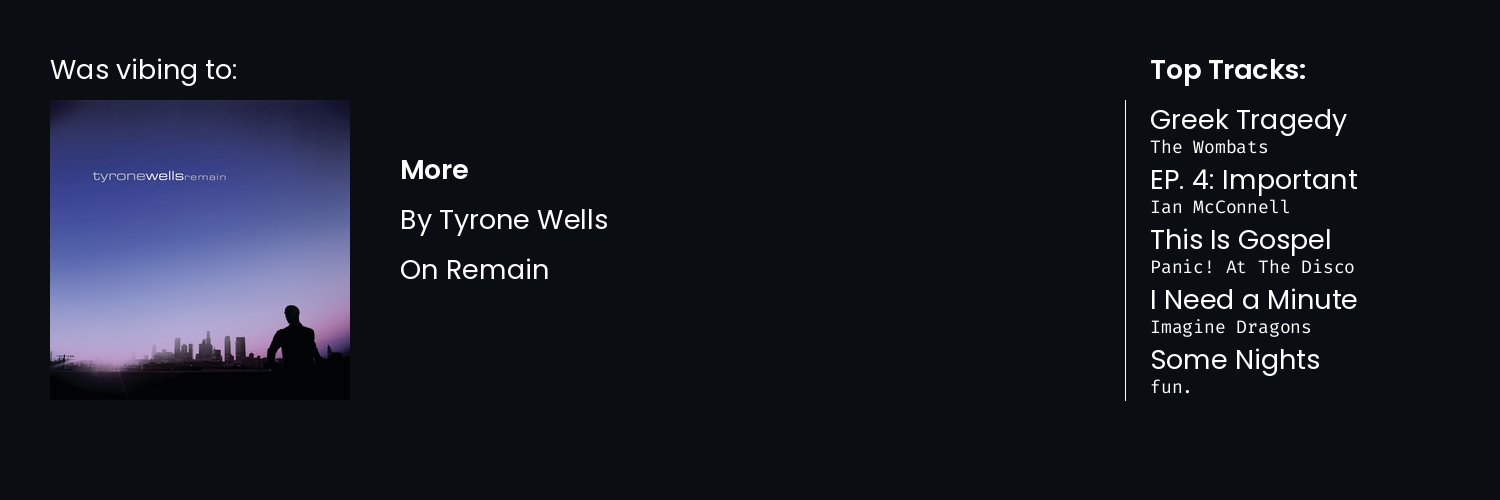 Was vibing to:
tyronewellsremain
More
By Tyrone Wells
On Remain
Top Tracks:
Greek Tragedy
The Wombats
EP. 4: Important
Ian McConnell
This Is Gospel
Panic! At The Disco
I Need a Minute
Imagine Dragons
Some Nights
fun.